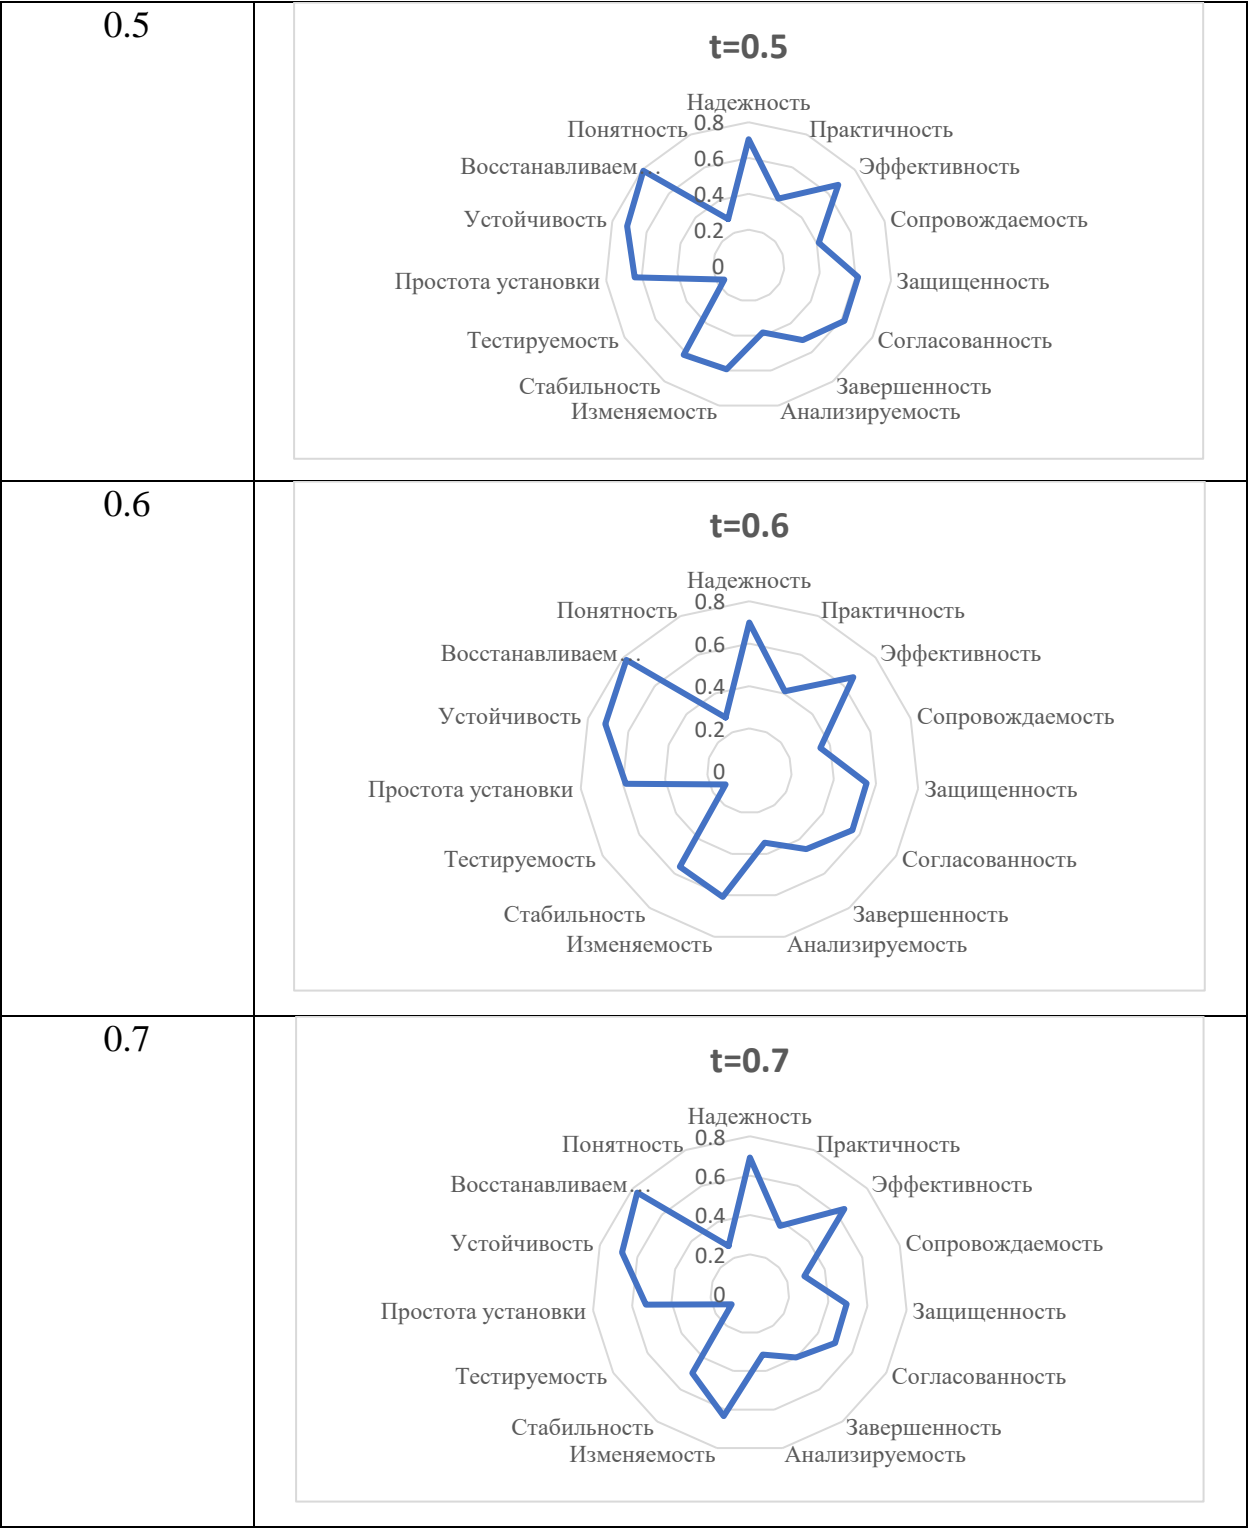 0.5
t=0.5
Надежность
0.8
Понятность
Практичность
0.6
Восстанавливаем…
Эффективность
0.4
Устойчивость
Сопровождаемость
0.2
0
Простота установки
Защищенность
Тестируемость
Согласованность
Стабильность
Завершенность
Изменяемость
Анализируемость
0.6
t=0.6
Надежность
0.8
Понятность
Практичность
0.6
Восстанавливаем…
Эффективность
0.4
Устойчивость
Сопровождаемость
0.2
0
Простота установки
Защищенность
Тестируемость
Согласованность
Стабильность
Завершенность
Изменяемость
Анализируемость
0.7
t=0.7
Надежность
0.8
Понятность
Практичность
0.6
Восстанавливаем…
Эффективность
0.4
Устойчивость
Сопровождаемость
0.2
0
Простота установки
Защищенность
Тестируемость
Согласованность
Стабильность
Завершенность
Изменяемость
Анализируемость